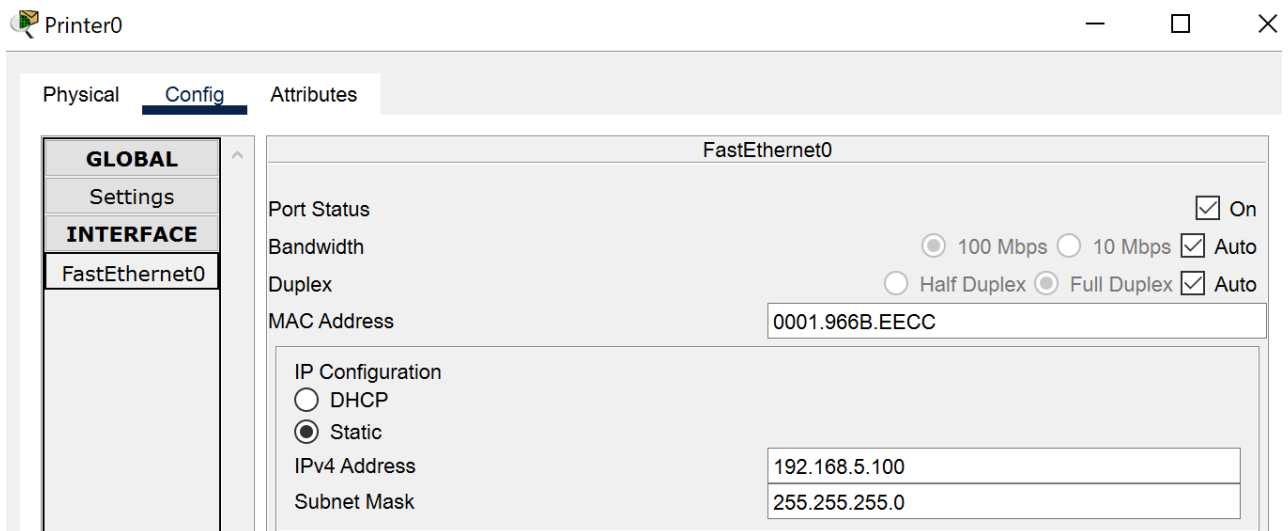 Printer0
Physical Config Attributes
GLOBAL
Settings
INTERFACE
FastEthernet0
FastEthernet0
Port Status On
Bandwidth 100 Mbps 10 Mbps Auto
Duplex Half Duplex Full Duplex Auto
MAC Address 0001.966B.EECC
IP Configuration
DHCP
Static
IPv4 Address 192.168.5.100
Subnet Mask 255.255.255.0